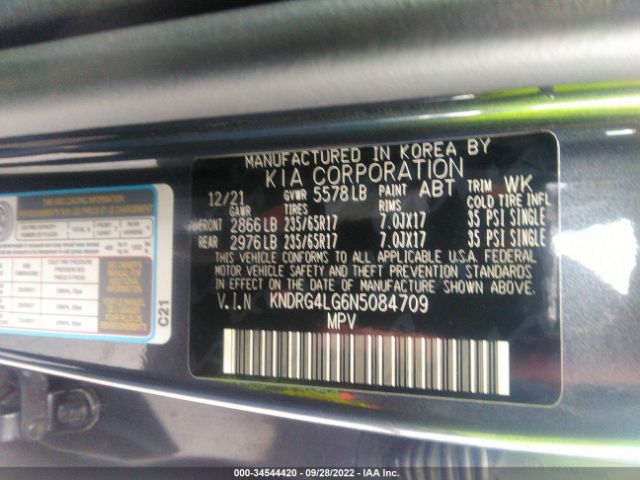 MANUFACTURED IN KOREA BY
KIA CORPORATION
12/21 GVWR 5578LB PAINT ABT TRIM WK
GAWR TIRES RIMS COLD TIRE INFL
FRONT 2866LB 235/65R17 7.0JX17 35 PSI SINGLE
REAR 2976LB 235/65R17 7.0JX17 35 PSI SINGLE
THIS VEHICLE CONFORMS TO ALL APPLICABLE U.S.A. FEDERAL
MOTOR VEHICLE SAFETY AND THEFT PREVENTION STANDARDS
IN EFFECT ON THE DATE OF MANUFACTURE SHOWN ABOVE.
V.I.N KNDRG4LG6N5084709
MPV
C21
000-34544420 - 09/28/2022 - IAA Inc.